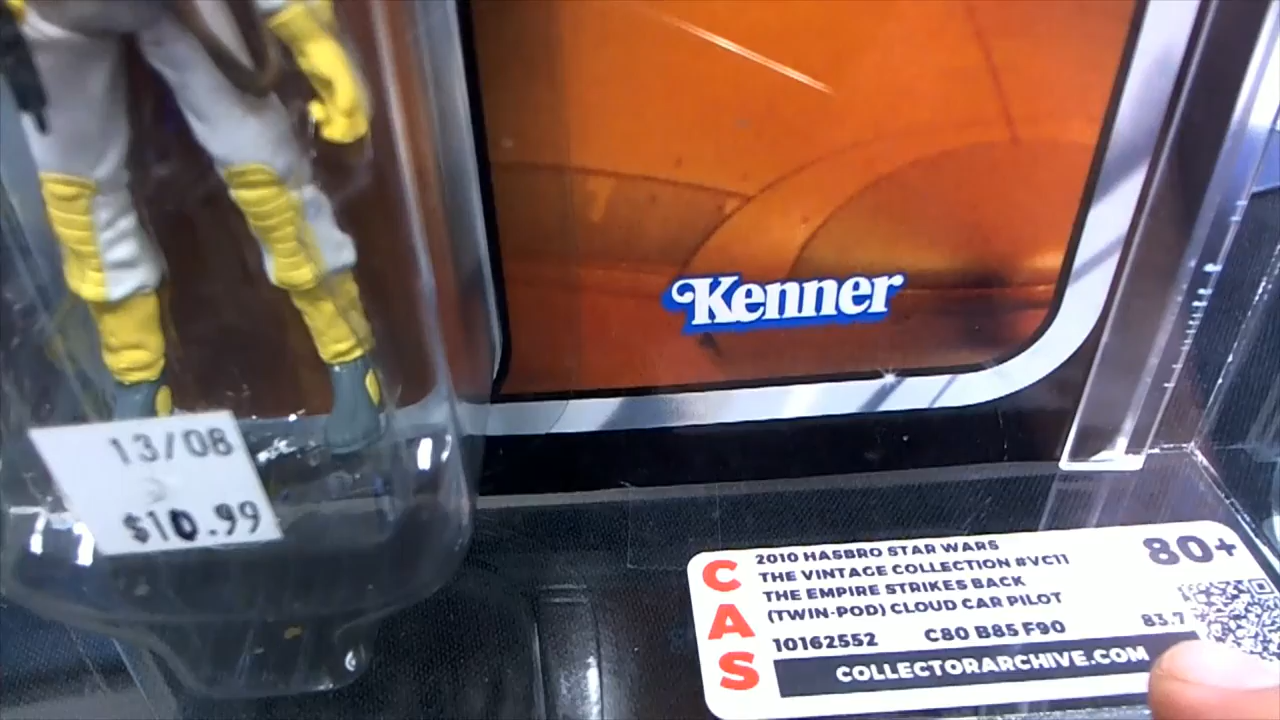 Kenner
13/08
$10.99
CAS
2010 HASBRO STAR WARS
THE VINTAGE COLLECTION #VC11
THE EMPIRE STRIKES BACK
(TWIN-POD) CLOUD CAR PILOT
10162552 C80 B85 F90
80+
83.7
COLLECTORARCHIVE.COM